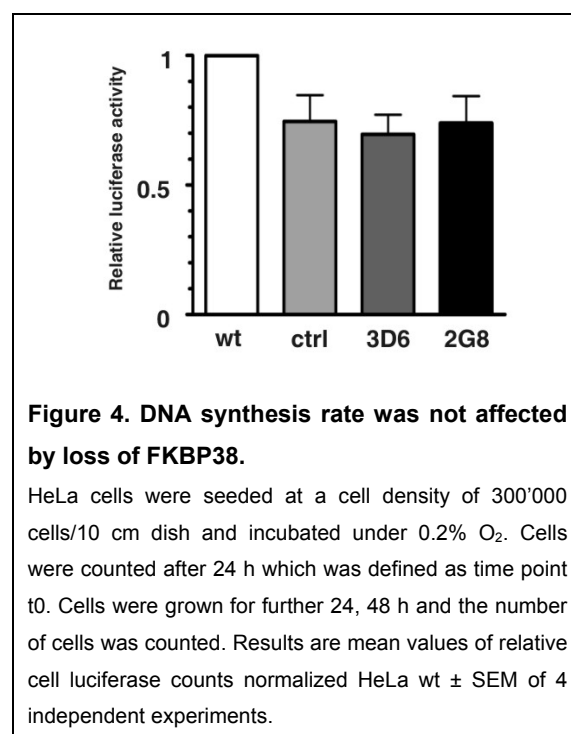 Relative luciferase activity
1
0.5
0
wt ctrl 3D6 2G8
Figure 4. DNA synthesis rate was not affected
by loss of FKBP38.
HeLa cells were seeded at a cell density of 300'000
cells/10 cm dish and incubated under 0.2% O₂. Cells
were counted after 24 h which was defined as time point
t0. Cells were grown for further 24, 48 h and the number
of cells was counted. Results are mean values of relative
cell luciferase counts normalized HeLa wt ± SEM of 4
independent experiments.